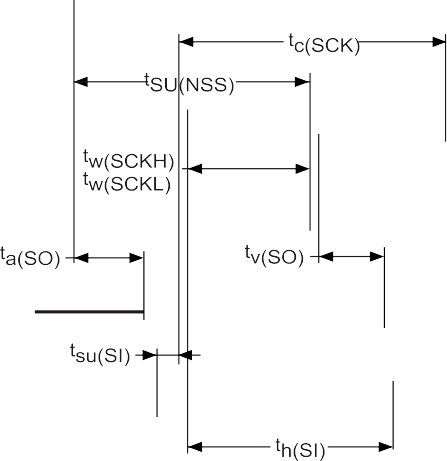 tc(SCK)
tSU(NSS)
tw(SCKH)
tw(SCKL)
ta(SO)
tv(SO)
tsu(SI)
th(SI)